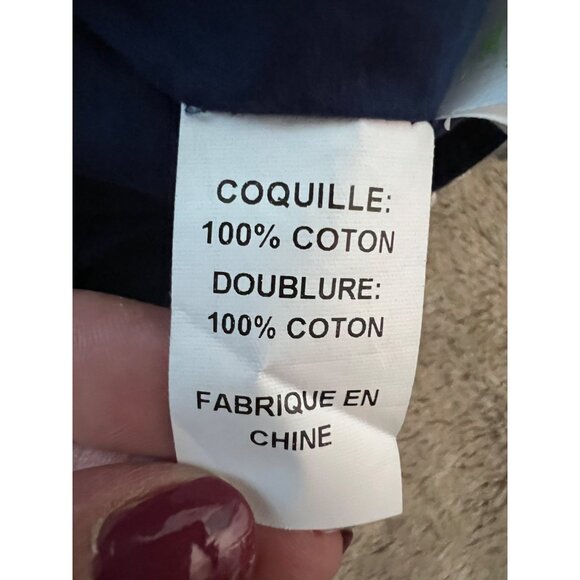 COQUILLE:
100% COTON
DOUBLURE:
100% COTON
FABRIQUE EN
CHINE